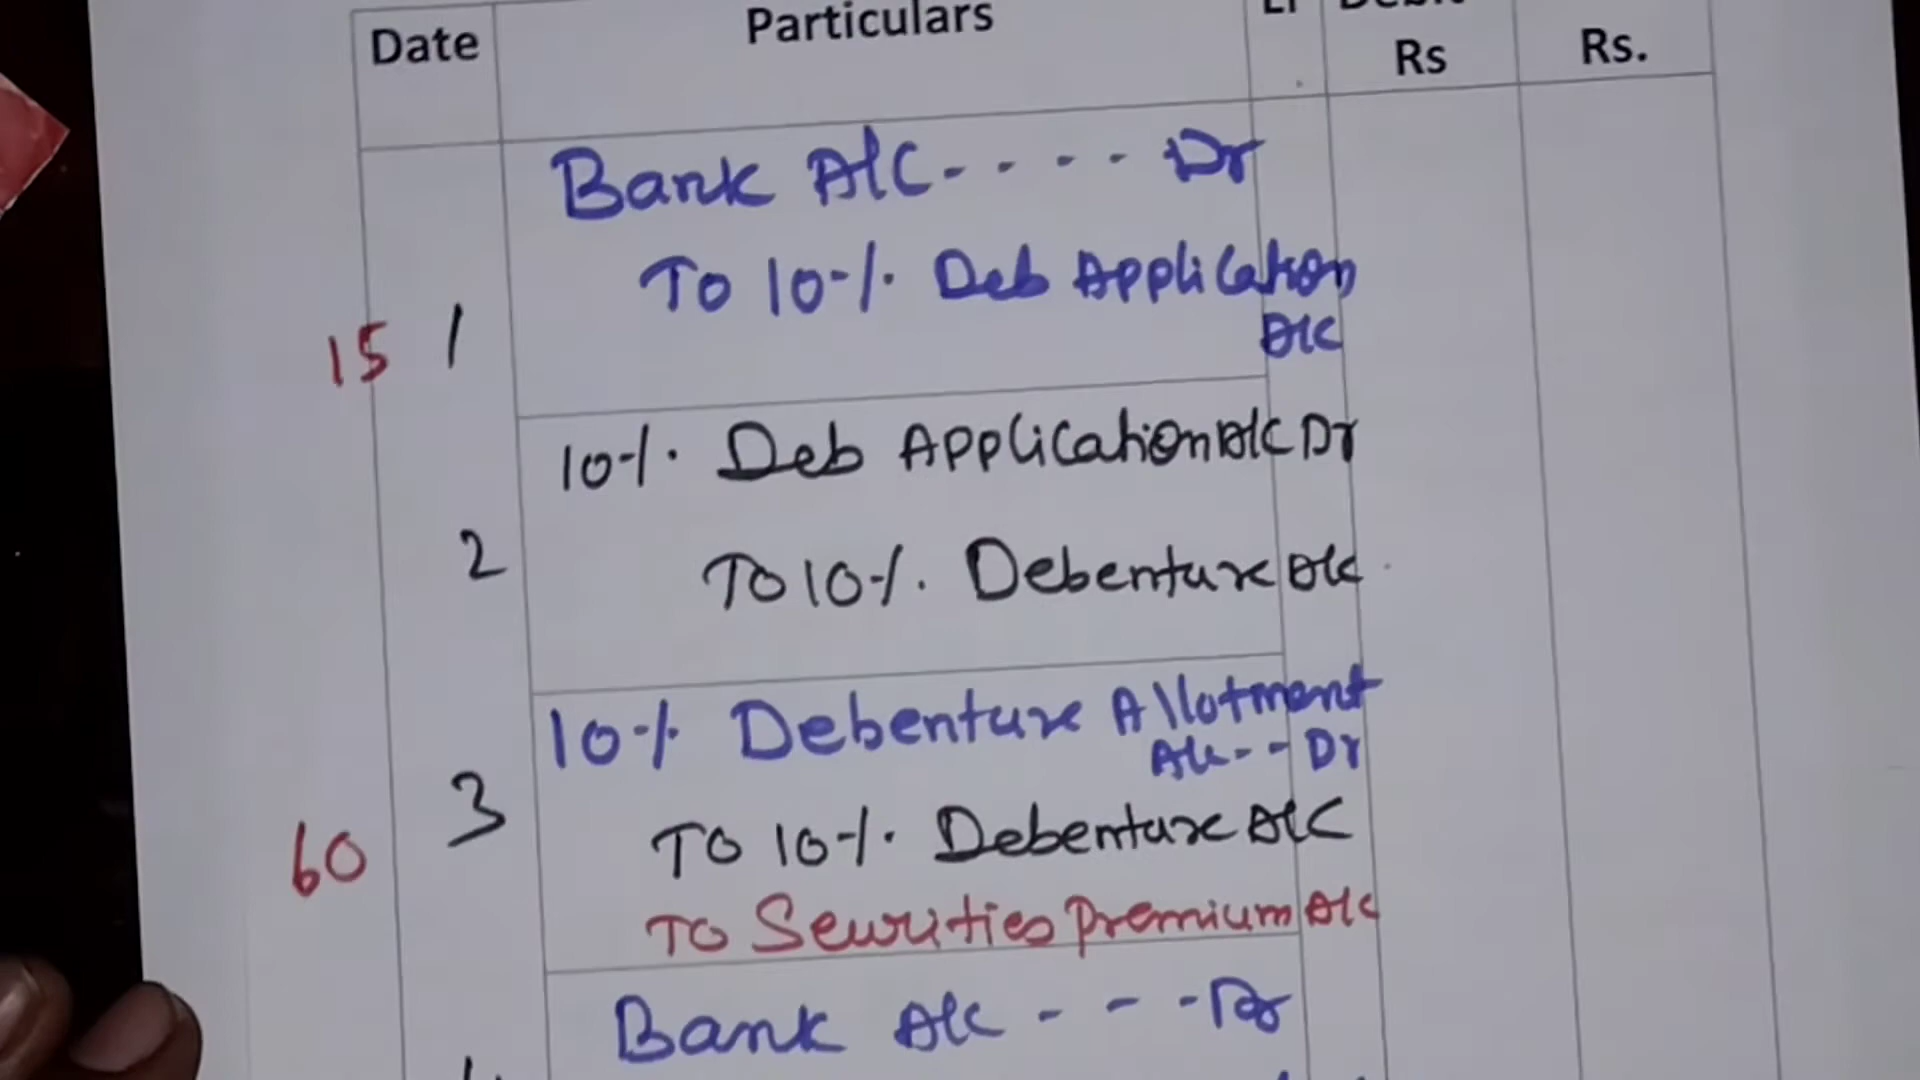 Date Particulars Rs Rs.
Bank A/C - - - - Dr
To 10% Deb Application
A/C
15 1
10% Deb Application A/C Dr
2
To 10% Debenture A/c
10% Debenture Allotment
A/c - - Dr
3
60
To 10% Debenture A/C
To Securities Premium A/c
Bank A/c - - - Dr